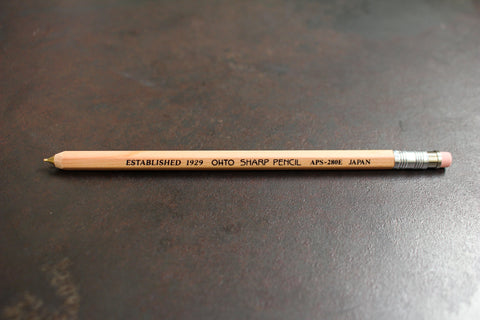 ESTABLISHED 1929 OHTO SHARP PENCIL APS-280E JAPAN